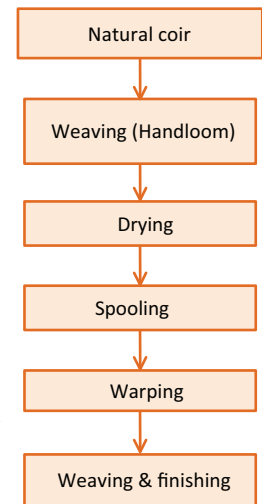 Natural coir
Weaving (Handloom)
Drying
Spooling
Warping
Weaving & finishing